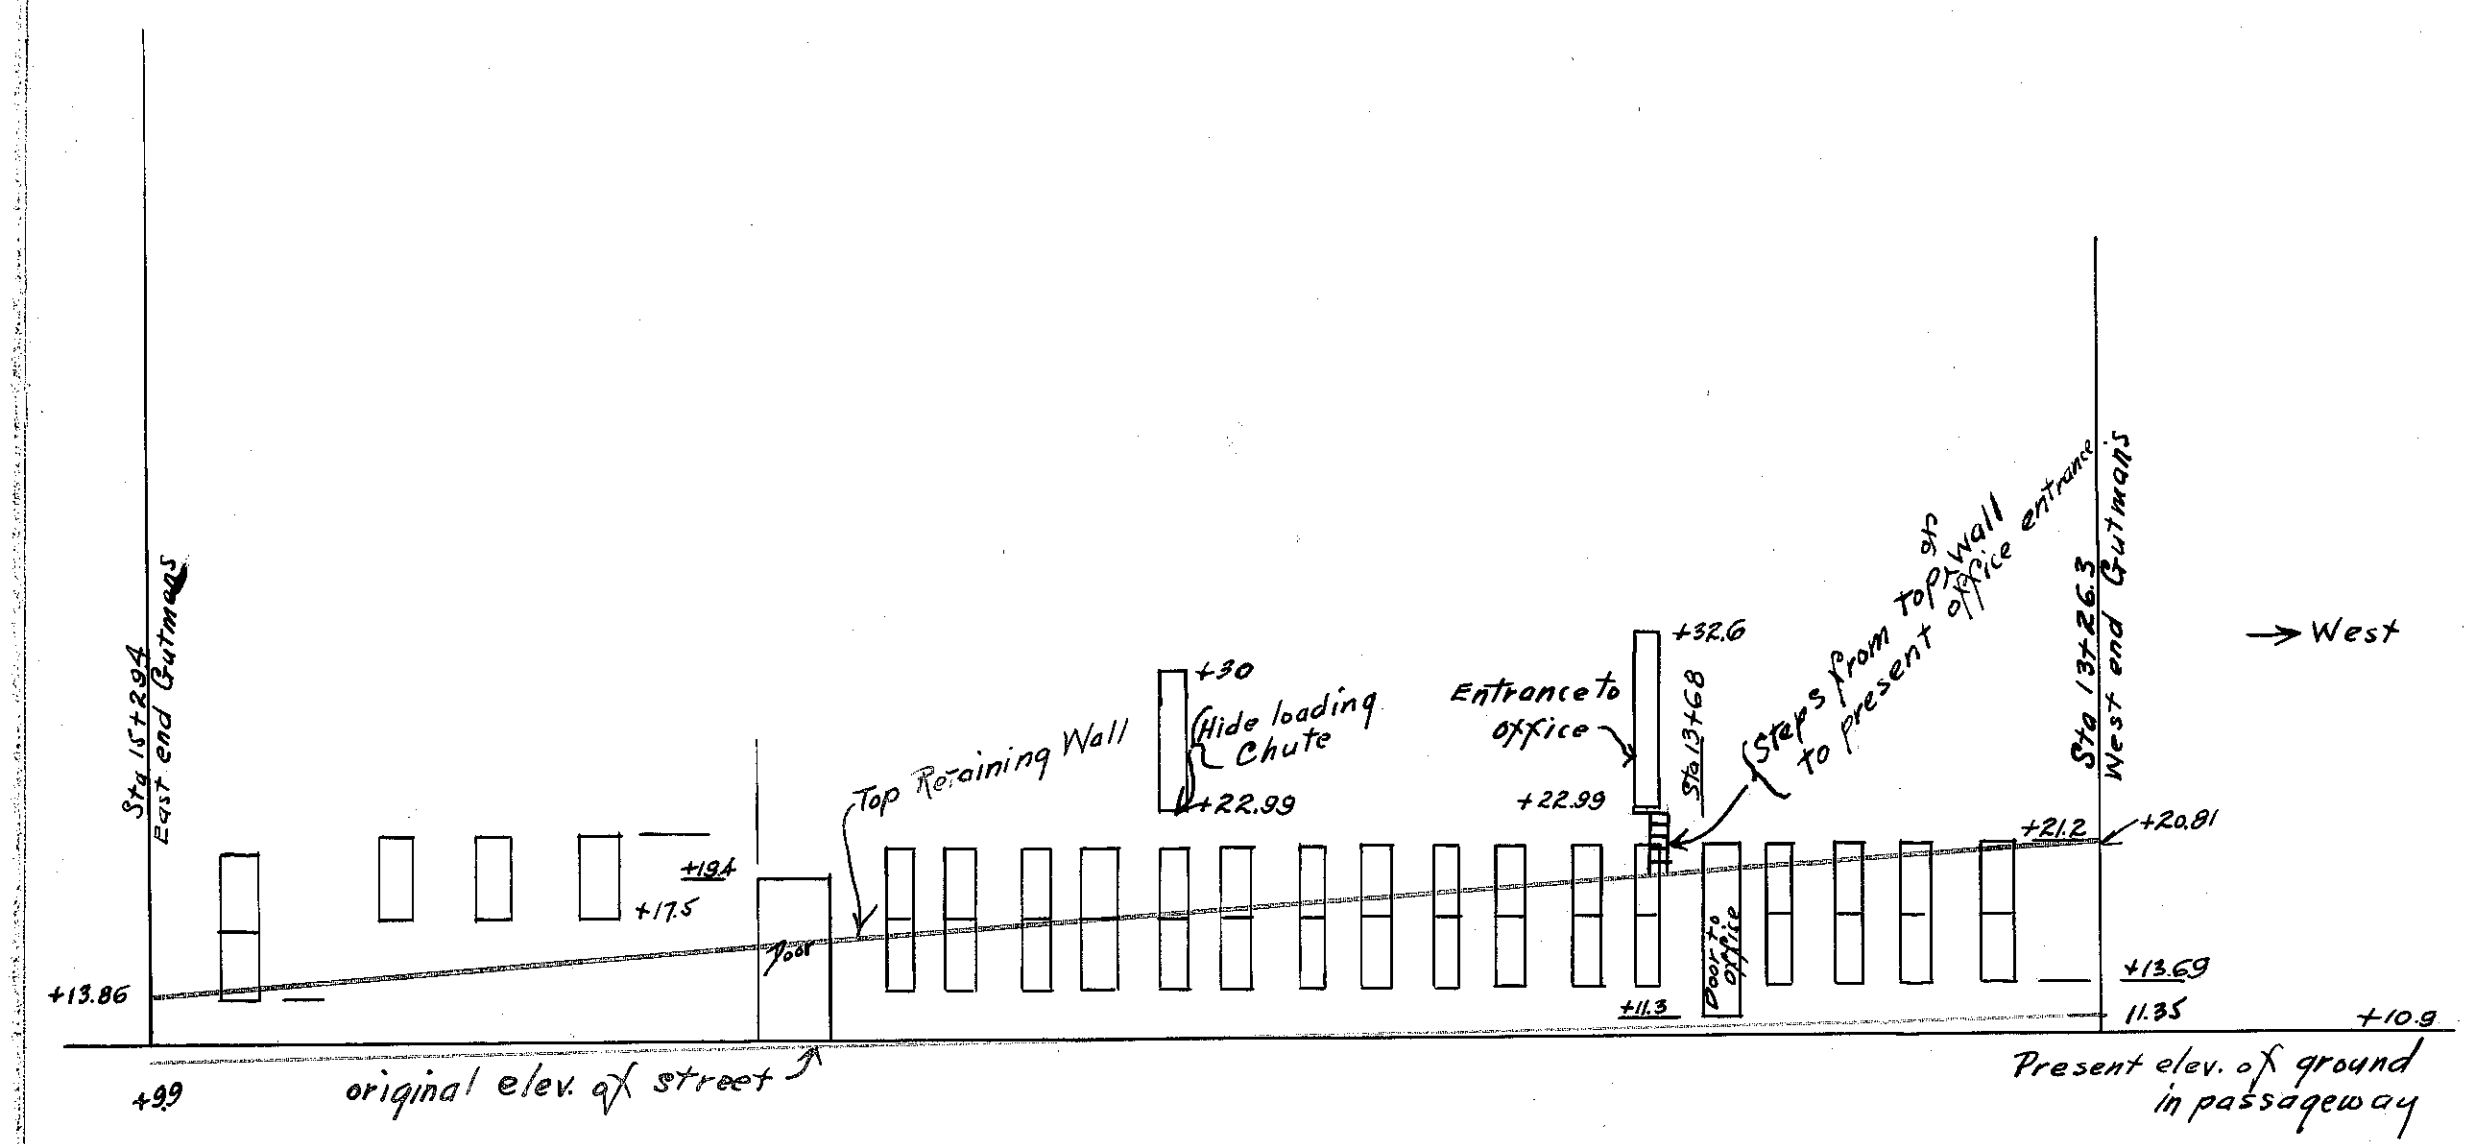 Sta 15+29.4
East end Gutmans
+13.86
+9.9
original elev. of street
+19.4
+17.5
Door
Top Retaining Wall
+30
Hide loading
Chute
+22.99
Entrance to
office
+32.6
+22.99
Sta 13+68
Steps from top of
Ret Wall
to present office entrance
+11.3
Door to
office
Sta 13+26.3
West end Gutman's
+21.2
+20.81
+13.69
11.35
+10.9
Present elev. of ground
in passageway
West